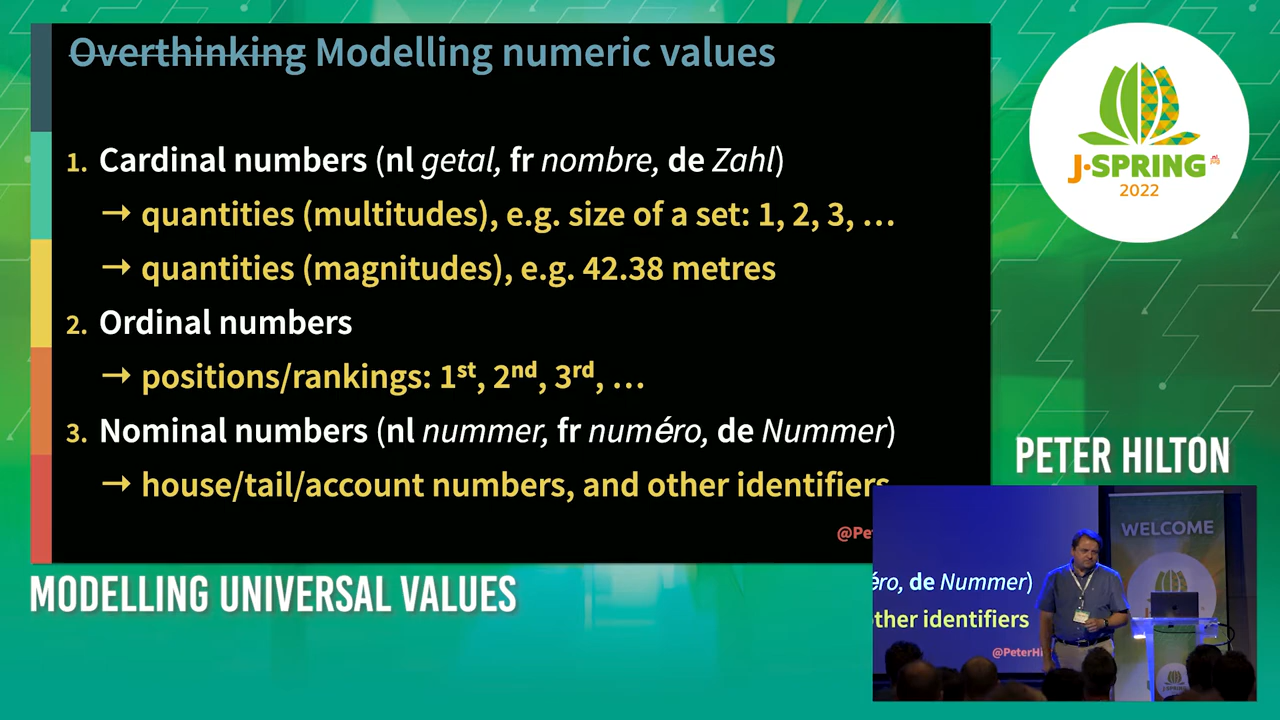 Overthinking Modelling numeric values
1. Cardinal numbers (nl getal, fr nombre, de Zahl)
→ quantities (multitudes), e.g. size of a set: 1, 2, 3, …
→ quantities (magnitudes), e.g. 42.38 metres
2. Ordinal numbers
→ positions/rankings: 1st, 2nd, 3rd, …
3. Nominal numbers (nl nummer, fr numéro, de Nummer)
→ house/tail/account numbers, and other identifiers
@Pe
J·SPRING
2022
PETER HILTON
MODELLING UNIVERSAL VALUES
éro, de Nummer)
other identifiers
@PeterHi
WELCOME